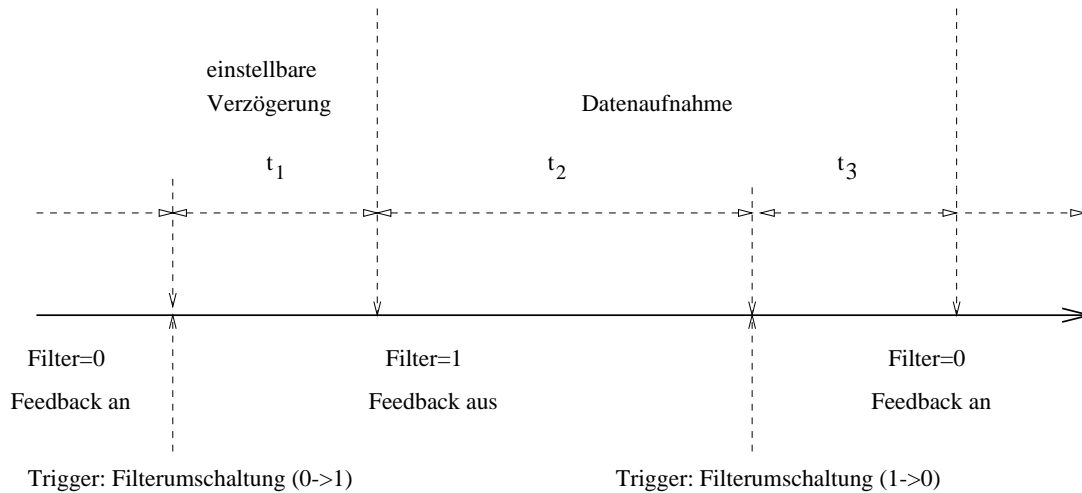 einstellbare
Verzögerung
Datenaufnahme
t1
t2
t3
Filter=0
Filter=1
Filter=0
Feedback an
Feedback aus
Feedback an
Trigger: Filterumschaltung (0->1)
Trigger: Filterumschaltung (1->0)